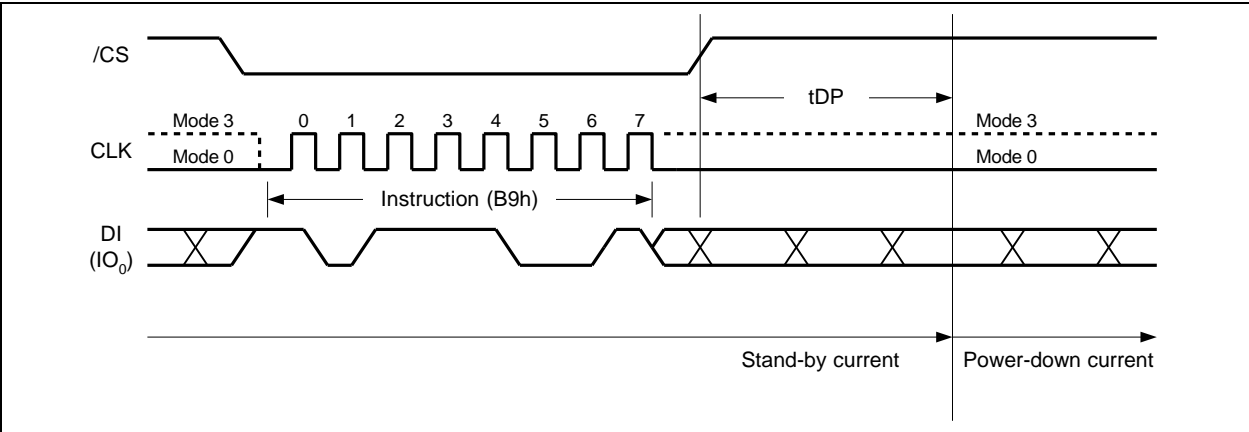 /CS
tDP
Mode 3 0 1 2 3 4 5 6 7 Mode 3
CLK
Mode 0 Mode 0
Instruction (B9h)
DI
(IO0)
Stand-by current Power-down current